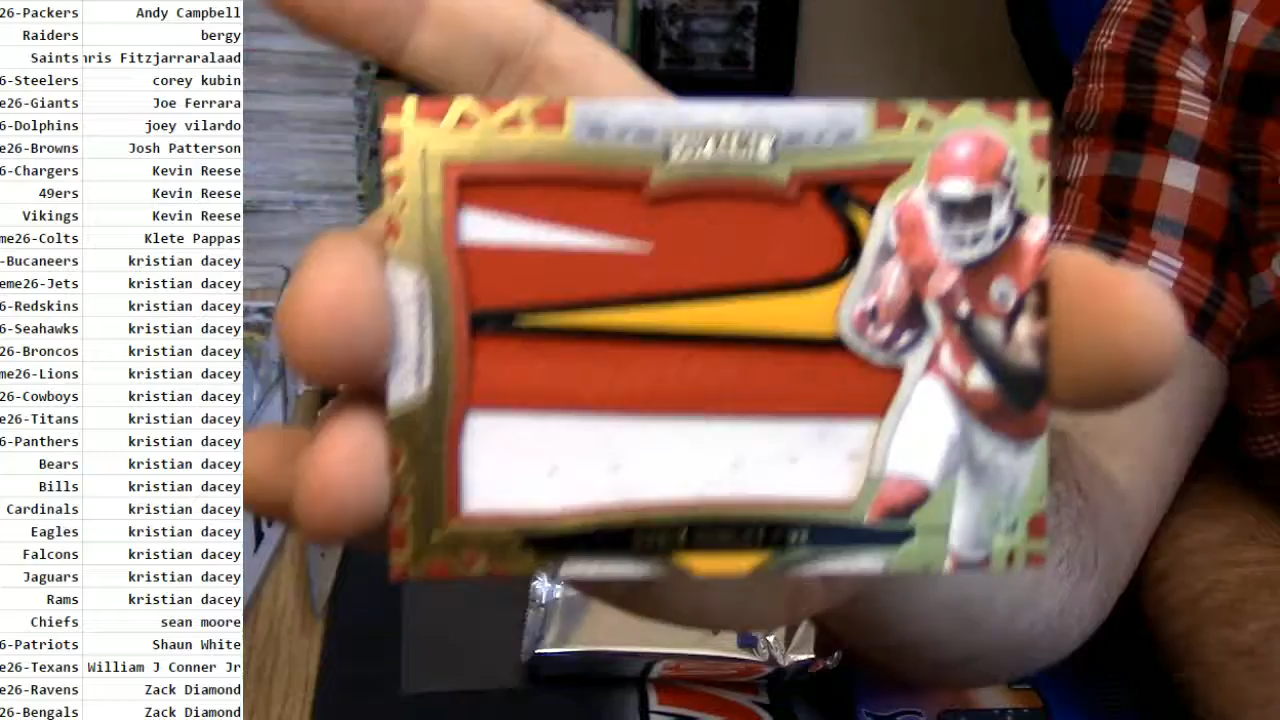 26-Packers Andy Campbell
Raiders bergy
Saints ris Fitzjarraralaad
6-Steelers corey kubin
e26-Giants Joe Ferrara
6-Dolphins joey vilardo
e26-Browns Josh Patterson
6-Chargers Kevin Reese
49ers Kevin Reese
Vikings Kevin Reese
me26-Colts Klete Pappas
-Bucaneers kristian dacey
eme26-Jets kristian dacey
6-Redskins kristian dacey
6-Seahawks kristian dacey
26-Broncos kristian dacey
me26-Lions kristian dacey
26-Cowboys kristian dacey
e26-Titans kristian dacey
6-Panthers kristian dacey
Bears kristian dacey
Bills kristian dacey
Cardinals kristian dacey
Eagles kristian dacey
Falcons kristian dacey
Jaguars kristian dacey
Rams kristian dacey
Chiefs sean moore
6-Patriots Shaun White
e26-Texans William J Conner Jr
e26-Ravens Zack Diamond
26-Bengals Zack Diamond